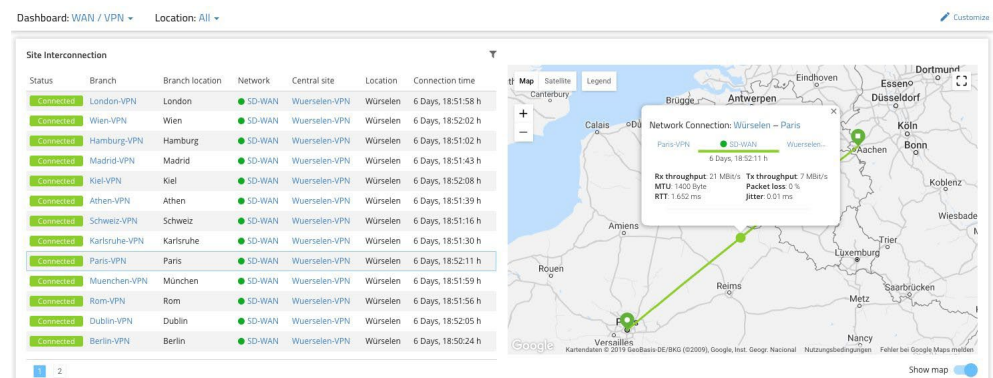 Dashboard: WAN / VPN Location: All Customize
Site Interconnection
Status Branch Branch location Network Central site Location Connection time
Connected London-VPN London SD-WAN Wuerselen-VPN Würselen 6 Days, 18:51:58 h
Connected Wien-VPN Wien SD-WAN Wuerselen-VPN Würselen 6 Days, 18:52:02 h
Connected Hamburg-VPN Hamburg SD-WAN Wuerselen-VPN Würselen 6 Days, 18:51:02 h
Connected Madrid-VPN Madrid SD-WAN Wuerselen-VPN Würselen 6 Days, 18:51:43 h
Connected Kiel-VPN Kiel SD-WAN Wuerselen-VPN Würselen 6 Days, 18:52:08 h
Connected Athen-VPN Athen SD-WAN Wuerselen-VPN Würselen 6 Days, 18:51:39 h
Connected Schweiz-VPN Schweiz SD-WAN Wuerselen-VPN Würselen 6 Days, 18:51:16 h
Connected Karlsruhe-VPN Karlsruhe SD-WAN Wuerselen-VPN Würselen 6 Days, 18:51:30 h
Connected Paris-VPN Paris SD-WAN Wuerselen-VPN Würselen 6 Days, 18:52:11 h
Connected Muenchen-VPN München SD-WAN Wuerselen-VPN Würselen 6 Days, 18:51:59 h
Connected Rom-VPN Rom SD-WAN Wuerselen-VPN Würselen 6 Days, 18:51:56 h
Connected Dublin-VPN Dublin SD-WAN Wuerselen-VPN Würselen 6 Days, 18:52:05 h
Connected Berlin-VPN Berlin SD-WAN Wuerselen-VPN Würselen 6 Days, 18:50:24 h
1 2
Map Satellite Legend
Eindhoven Dortmund
Essen
Canterbury
Brugge Antwerpen Düsseldorf
+
−
Calais
Network Connection: Würselen – Paris
Paris-VPN SD-WAN Wuerselen...
6 Days, 18:52:11 h
Rx throughput: 21 MBit/s Tx throughput: 7 MBit/s
MTU: 1400 Byte Packet loss: 0 %
RTT: 1.652 ms Jitter: 0.01 ms
Köln
Aachen Bonn
Koblenz
Wiesbade
Amiens
Trier
Luxemburg
Rouen
Reims
Saarbrücken
Metz
Versailles
Nancy
Google Kartendaten © 2019 GeoBasis-DE/BKG (©2009), Google, Inst. Geogr. Nacional Nutzungsbedingungen Fehler bei Google Maps melden
Show map